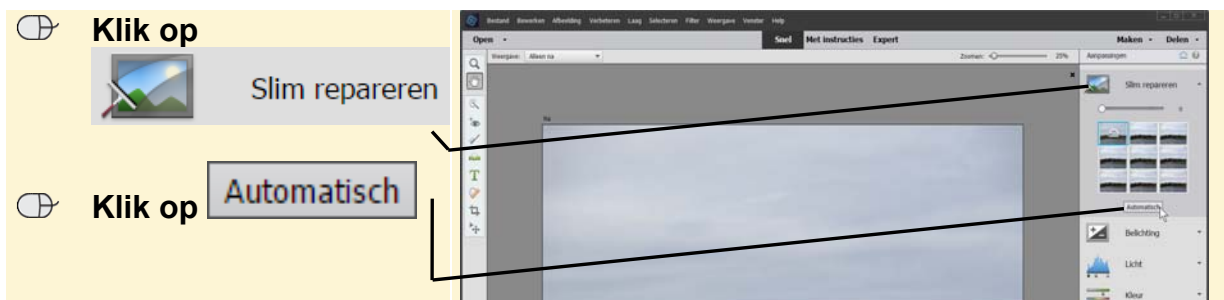 Klik op
Slim repareren
Klik op Automatisch
Bestand Bewerken Afbeelding Verbeteren Laag Selecteren Filter Weergave Venster Help
Open Snel Met instructies Expert Maken Delen
Weergave: Alleen na Zoomen: 25% Aanpassingen
Slim repareren
Na
Automatisch
Belichting
Licht
Kleur